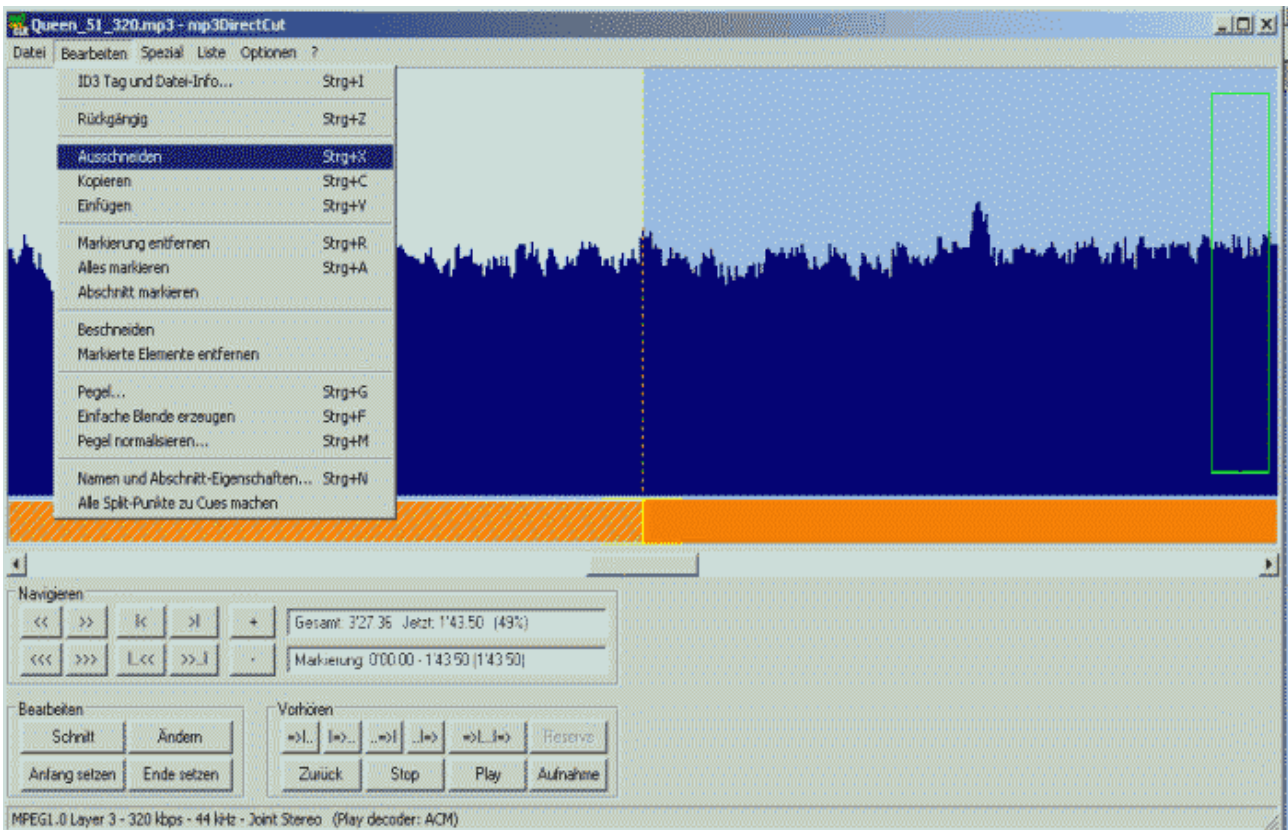 Queen_51_320.mp3 - mp3DirectCut
Datei Bearbeiten Spezial Liste Optionen ?
ID3 Tag und Datei-Info... Strg+I
Rückgängig Strg+Z
Ausschneiden Strg+X
Kopieren Strg+C
Einfügen Strg+V
Markierung entfernen Strg+R
Alles markieren Strg+A
Abschnitt markieren
Beschneiden
Markierte Elemente entfernen
Pegel... Strg+G
Einfache Blende erzeugen Strg+F
Pegel normalisieren... Strg+M
Namen und Abschnitt-Eigenschaften... Strg+N
Alle Split-Punkte zu Cues machen
Navigieren
<< >> |< >| + Gesamt: 3'27.36 Jetzt: 1'43.50 (49%)
<<< >>> |..<< >>..| - Markierung: 0'00.00 - 1'43.50 (1'43.50)
Bearbeiten Vorhören
Schnitt Ändern =>|.. |=>.. ..=>| ..|=> =>|...|=> Reserve
Anfang setzen Ende setzen Zurück Stop Play Aufnahme
MPEG1.0 Layer 3 - 320 kbps - 44 kHz - Joint Stereo (Play decoder: ACM)